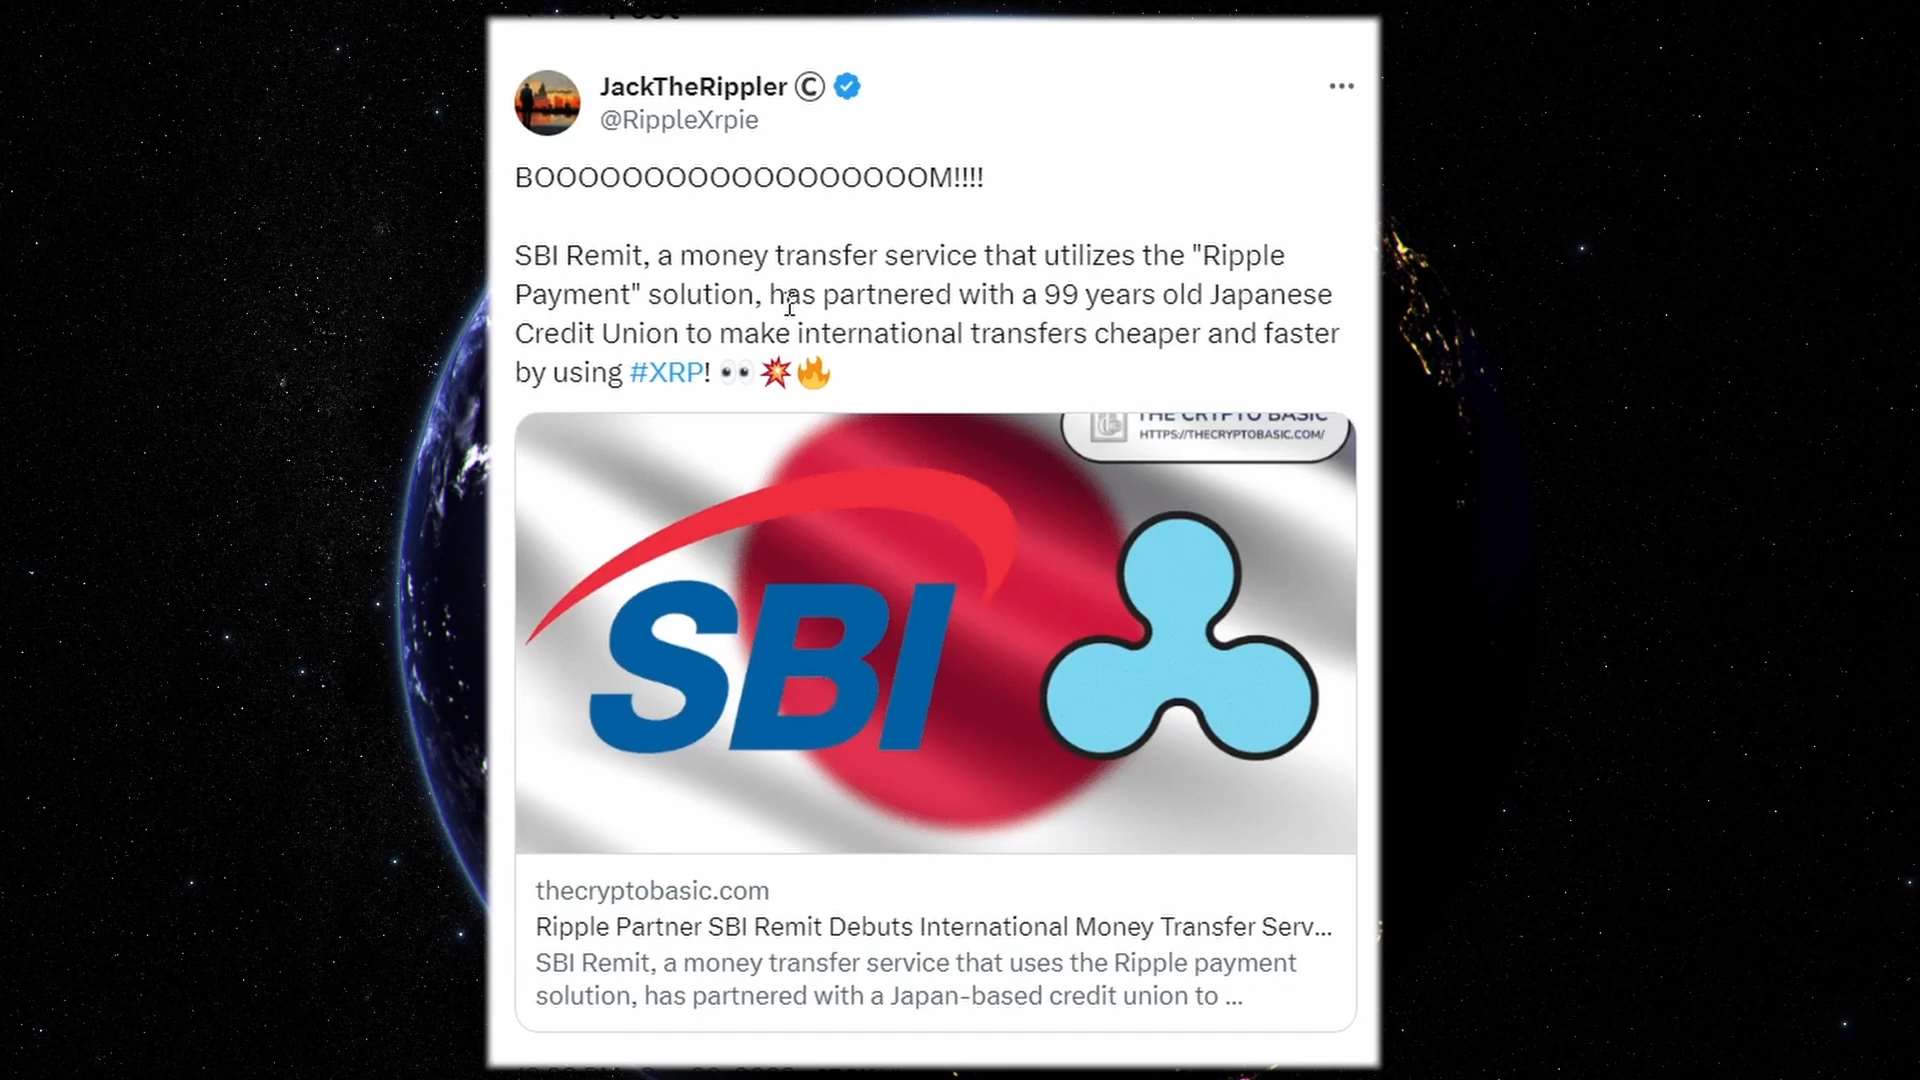 JackTheRippler ©
@RippleXrpie
BOOOOOOOOOOOOOOOOOOM!!!!
SBI Remit, a money transfer service that utilizes the "Ripple
Payment" solution, has partnered with a 99 years old Japanese
Credit Union to make international transfers cheaper and faster
by using #XRP! 👀💥🔥
THE CRYPTO BASIC
HTTPS://THECRYPTOBASIC.COM/
SBI
thecryptobasic.com
Ripple Partner SBI Remit Debuts International Money Transfer Serv...
SBI Remit, a money transfer service that uses the Ripple payment
solution, has partnered with a Japan-based credit union to ...